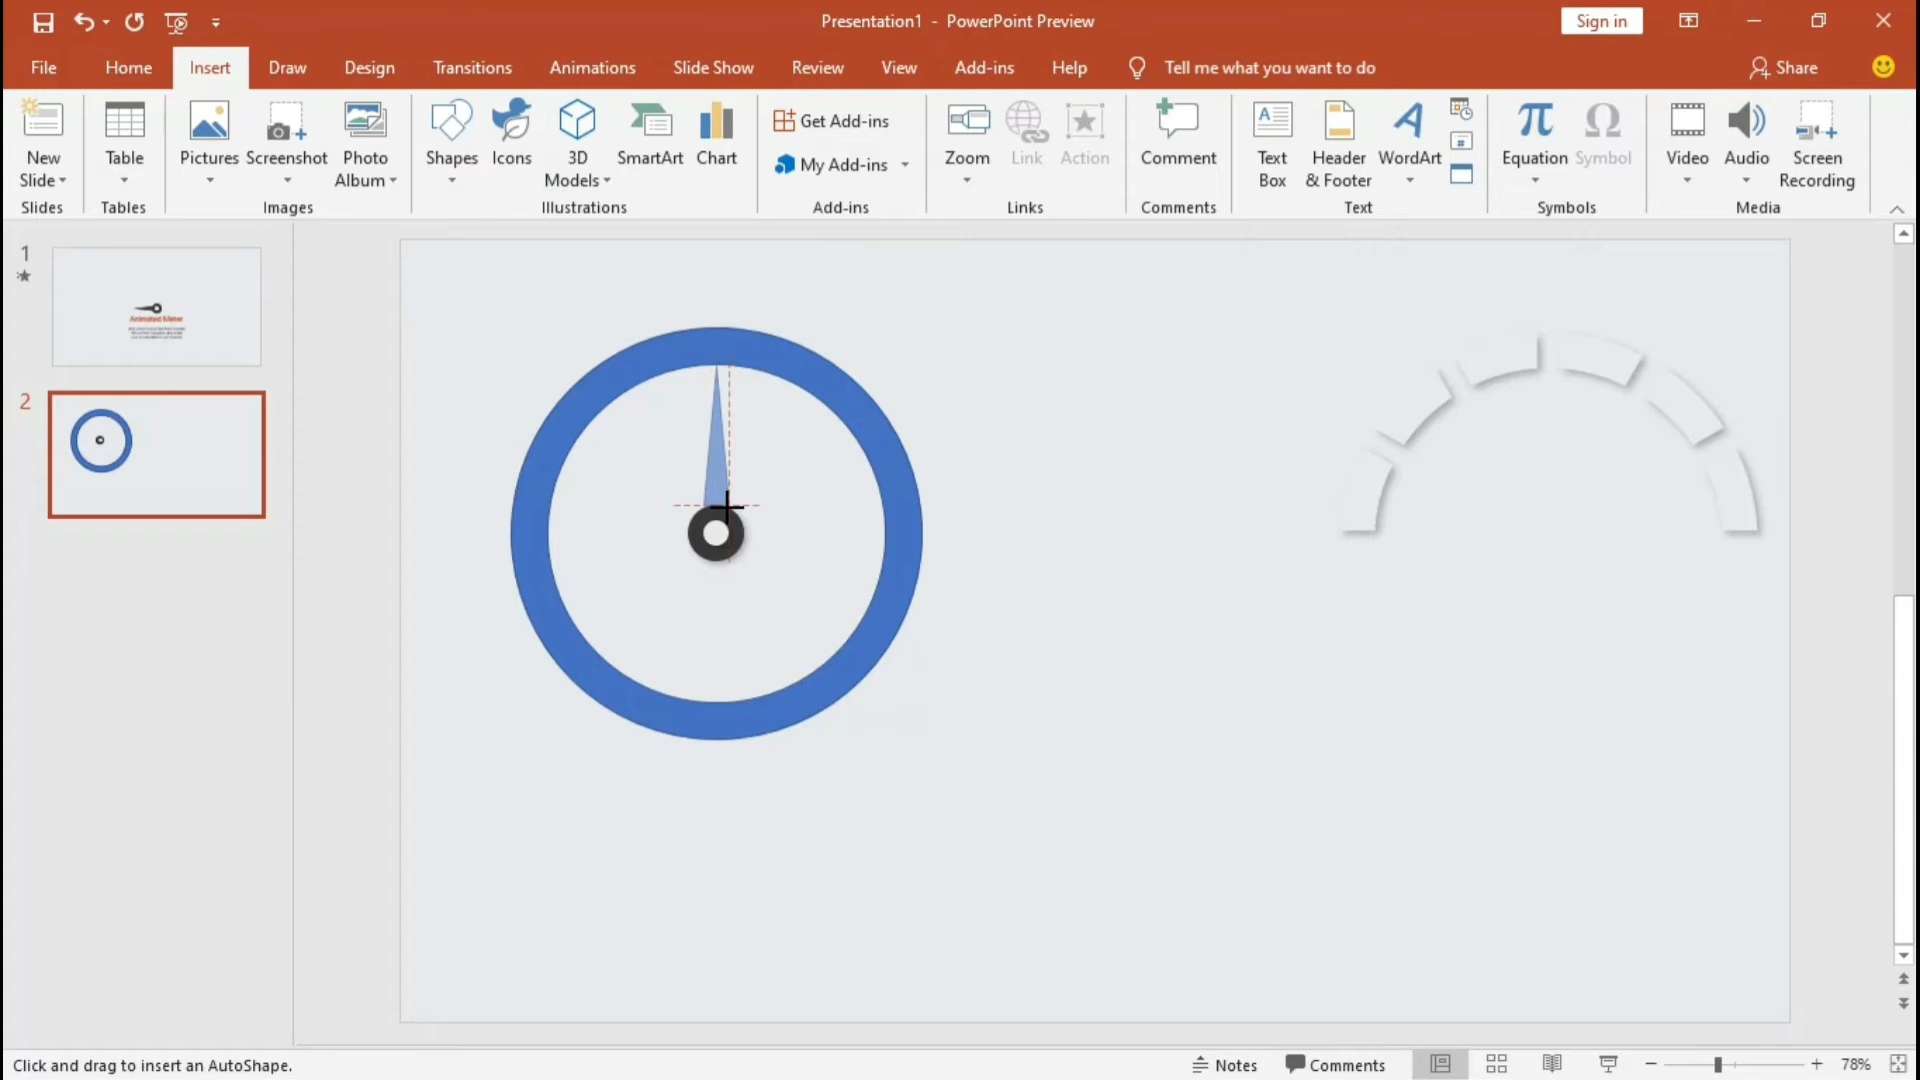 Presentation1 - PowerPoint Preview
Sign in
File Home Insert Draw Design Transitions Animations Slide Show Review View Add-ins Help Tell me what you want to do Share
New Slide
Table
Pictures
Screenshot
Photo Album
Shapes
Icons
3D Models
SmartArt
Chart
Get Add-ins
My Add-ins
Zoom
Link
Action
Comment
Text Box
Header & Footer
WordArt
Equation
Symbol
Video
Audio
Screen Recording
Slides Tables Images Illustrations Add-ins Links Comments Text Symbols Media
1
Animated Meter
2
Click and drag to insert an AutoShape.
Notes Comments 78%